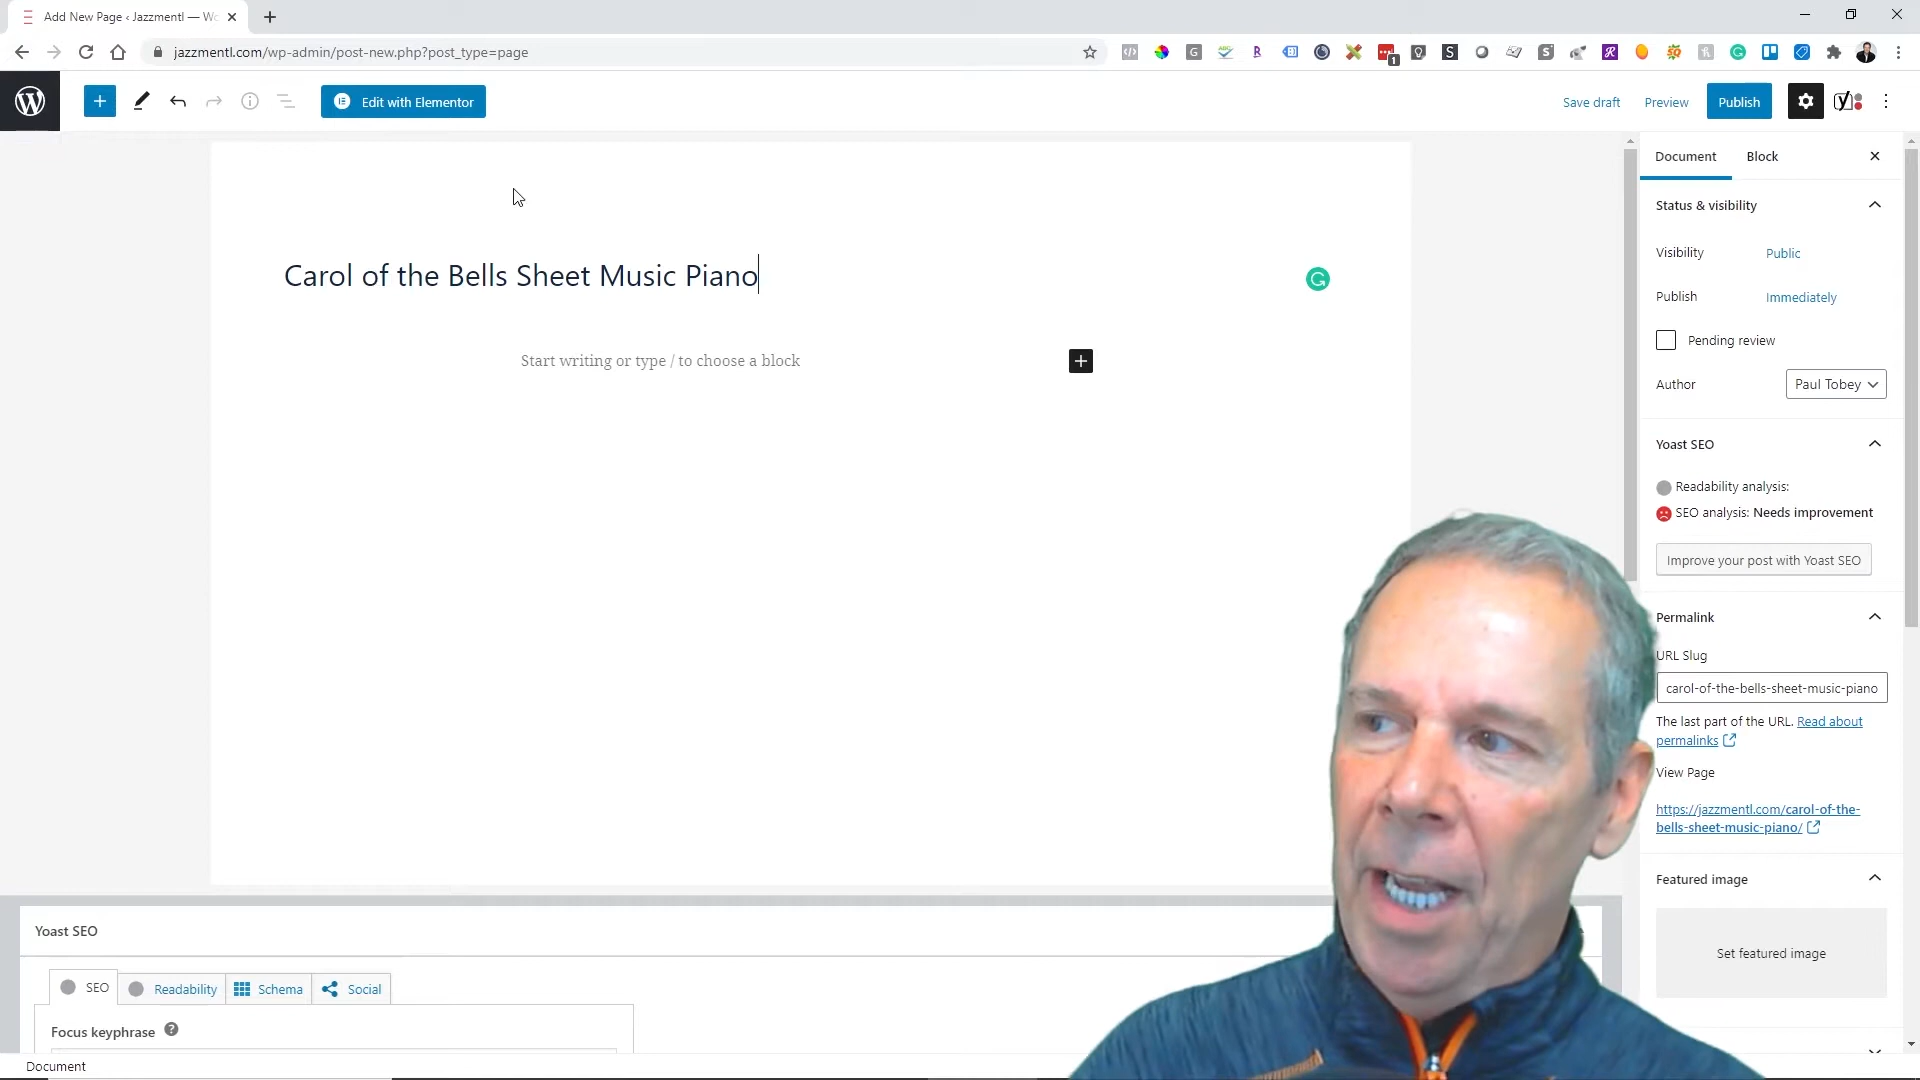 Add New Page ‹ Jazzmentl — Wo
jazzmentl.com/wp-admin/post-new.php?post_type=page
Edit with Elementor
Save draft
Preview
Publish
Document
Block
Status & visibility
Visibility
Public
Publish
Immediately
Pending review
Author
Paul Tobey
Carol of the Bells Sheet Music Piano
Start writing or type / to choose a block
Yoast SEO
Readability analysis:
SEO analysis: Needs improvement
Improve your post with Yoast SEO
Permalink
URL Slug
carol-of-the-bells-sheet-music-piano
The last part of the URL. Read about
permalinks
View Page
https://jazzmentl.com/carol-of-the-
bells-sheet-music-piano/
Featured image
Set featured image
Yoast SEO
SEO
Readability
Schema
Social
Focus keyphrase
Document